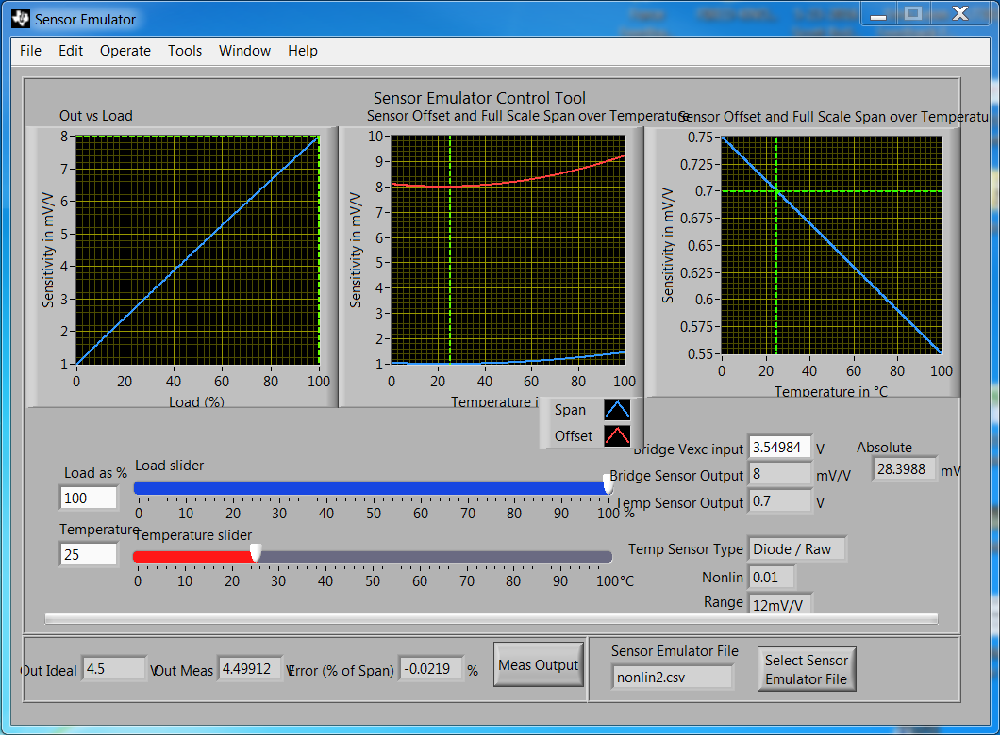 Sensor Emulator
File Edit Operate Tools Window Help
Sensor Emulator Control Tool
Out vs Load
8
7
6
5
4
3
2
1
Sensitivity in mV/V
0 20 40 60 80 100
Load (%)
Sensor Offset and Full Scale Span over Temperature
10
9
8
7
6
5
4
3
2
1
Sensitivity in mV/V
0 20 40 60 80 100
Temperature i
Span
Offset
Sensor Offset and Full Scale Span over Temperatu
0.75
0.725
0.7
0.675
0.65
0.625
0.6
0.575
0.55
Sensitivity in mV/V
0 20 40 60 80 100
Temperature in °C
Load as %
100
Load slider
0 10 20 30 40 50 60 70 80 90 100 %
Temperature
25
Temperature slider
0 10 20 30 40 50 60 70 80 90 100°C
Bridge Vexc input 3.54984 V
Bridge Sensor Output 8 mV/V
Temp Sensor Output 0.7 V
Absolute
28.3988 mV
Temp Sensor Type Diode / Raw
Nonlin 0.01
Range 12mV/V
Out Ideal 4.5 V
Out Meas 4.49912 V
Error (% of Span) -0.0219 %
Meas Output
Sensor Emulator File
nonlin2.csv
Select Sensor
Emulator File